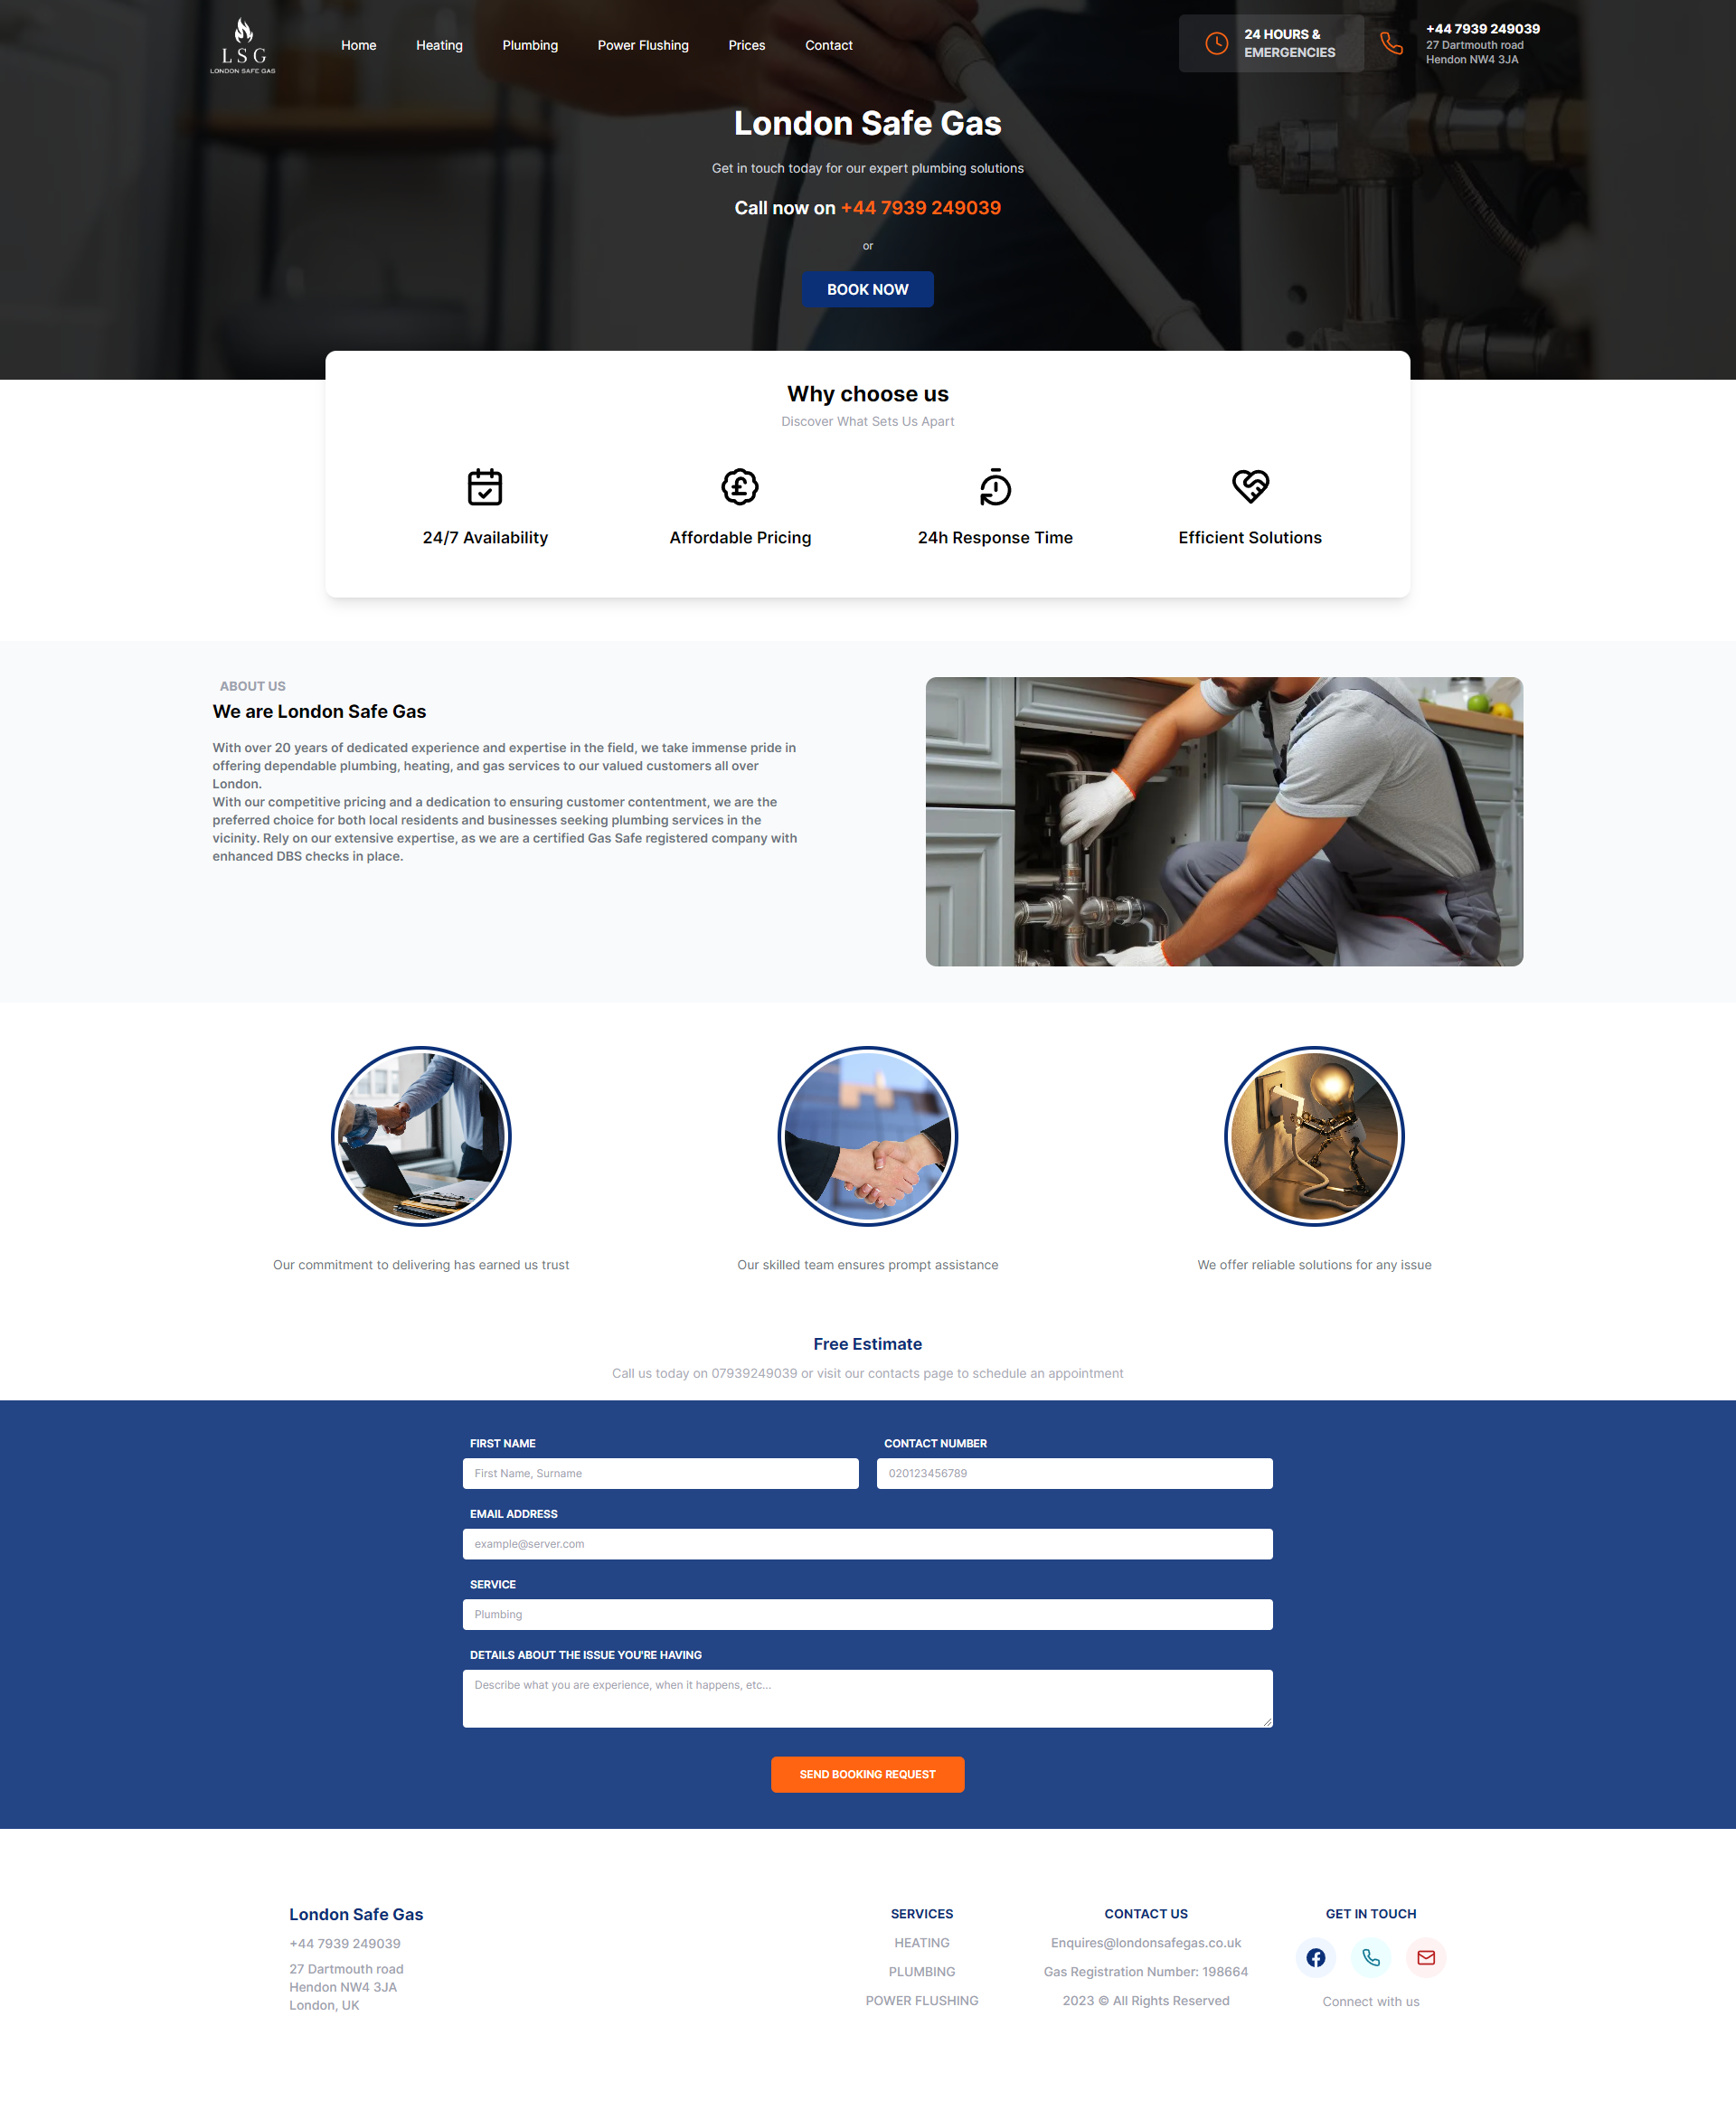 LSG
LONDON SAFE GAS
Home
Heating
Plumbing
Power Flushing
Prices
Contact
24 HOURS &
EMERGENCIES
+44 7939 249039
27 Dartmouth road
Hendon NW4 3JA
London Safe Gas
Get in touch today for our expert plumbing solutions
Call now on +44 7939 249039
or
BOOK NOW
Why choose us
Discover What Sets Us Apart
24/7 Availability
Affordable Pricing
24h Response Time
Efficient Solutions
ABOUT US
We are London Safe Gas
With over 20 years of dedicated experience and expertise in the field, we take immense pride in
offering dependable plumbing, heating, and gas services to our valued customers all over
London.
With our competitive pricing and a dedication to ensuring customer contentment, we are the
preferred choice for both local residents and businesses seeking plumbing services in the
vicinity. Rely on our extensive expertise, as we are a certified Gas Safe registered company with
enhanced DBS checks in place.
Our commitment to delivering has earned us trust
Our skilled team ensures prompt assistance
We offer reliable solutions for any issue
Free Estimate
Call us today on 07939249039 or visit our contacts page to schedule an appointment
FIRST NAME
First Name, Surname
CONTACT NUMBER
020123456789
EMAIL ADDRESS
example@server.com
SERVICE
Plumbing
DETAILS ABOUT THE ISSUE YOU'RE HAVING
Describe what you are experience, when it happens, etc...
SEND BOOKING REQUEST
London Safe Gas
+44 7939 249039
27 Dartmouth road
Hendon NW4 3JA
London, UK
SERVICES
HEATING
PLUMBING
POWER FLUSHING
CONTACT US
Enquires@londonsafegas.co.uk
Gas Registration Number: 198664
2023 © All Rights Reserved
GET IN TOUCH
Connect with us